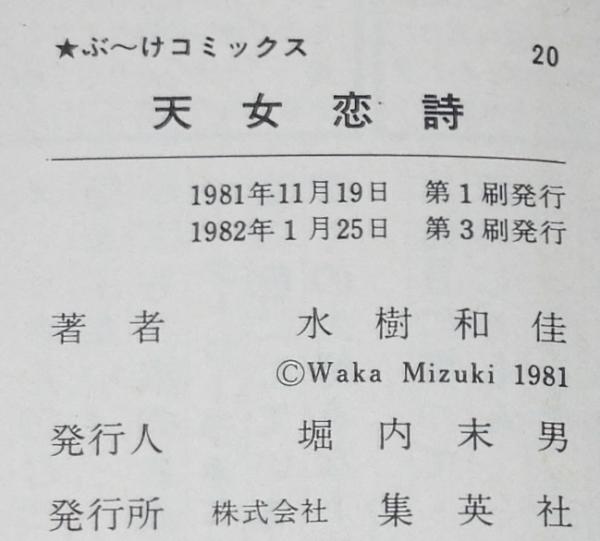 ★ぶ〜けコミックス 20
天女恋詩
1981年11月19日 第1刷発行
1982年1月25日 第3刷発行
著者 水樹和佳
©Waka Mizuki 1981
発行人 堀内末男
発行所 株式会社 集英社